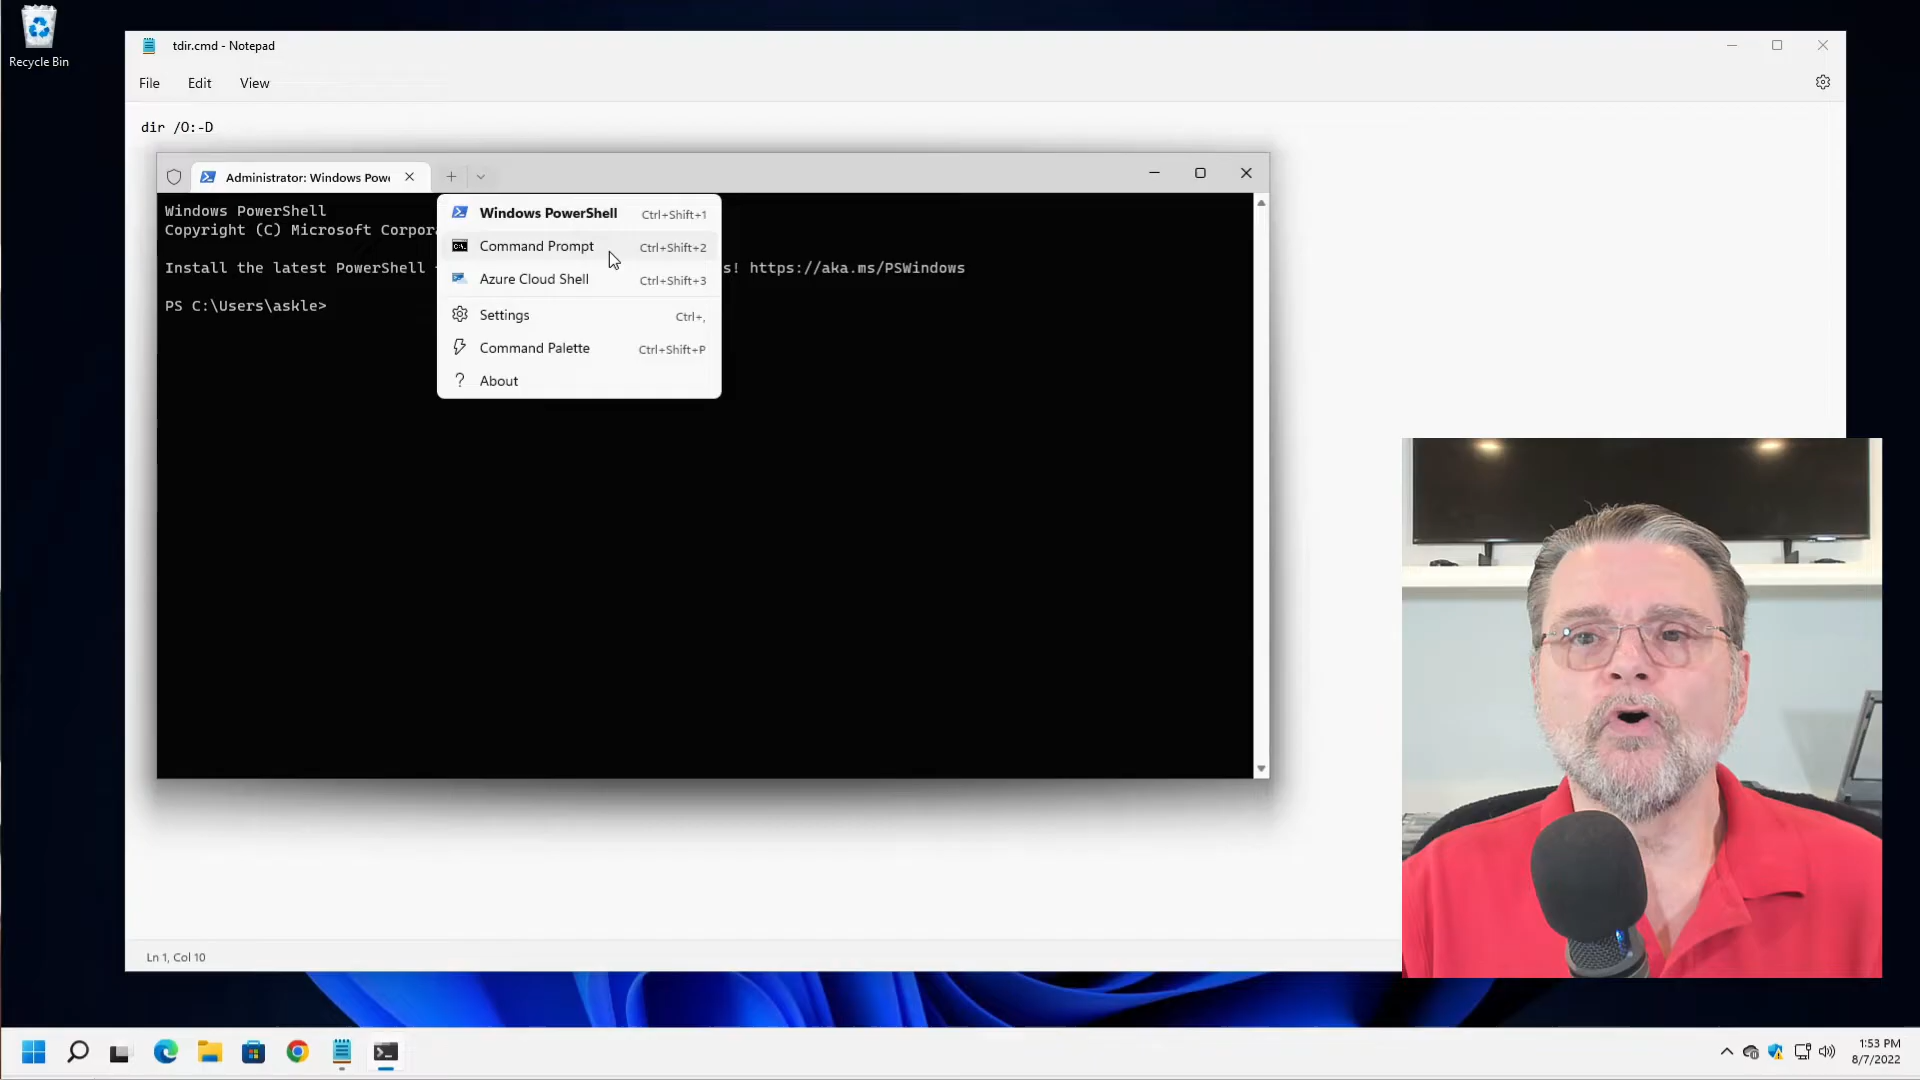 Recycle Bin
tdir.cmd - Notepad
File Edit View
dir /O:-D
Administrator: Windows Pow
Windows PowerShell
Copyright (C) Microsoft Corpor
Install the latest PowerShell s! https://aka.ms/PSWindows
PS C:\Users\askle>
Windows PowerShell Ctrl+Shift+1
Command Prompt Ctrl+Shift+2
Azure Cloud Shell Ctrl+Shift+3
Settings Ctrl+,
Command Palette Ctrl+Shift+P
? About
Ln 1, Col 10
1:53 PM
8/7/2022